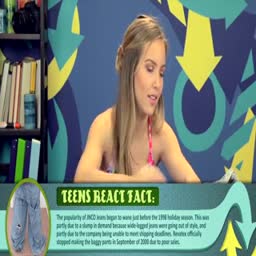 TEENS REACT FACT:
The popularity of JNCO Jeans began to wane just before the 1998 holiday season. This was
partly due to a slump in demand because wide-legged jeans were going out of style, and
partly due to the company being unable to meet shipping deadlines. Revatex officially
stopped making the baggy pants in September of 2000 due to poor sales.